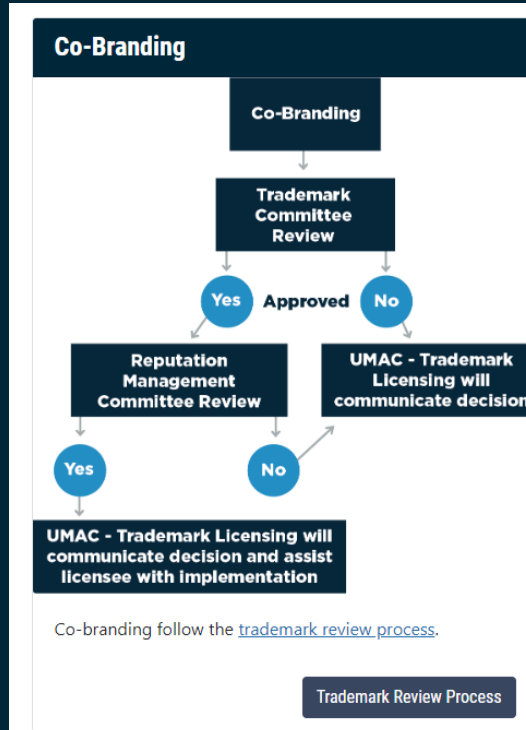 Co-Branding
Co-Branding
Trademark
Committee
Review
Yes
Approved
No
Reputation
Management
Committee Review
UMAC - Trademark
Licensing will
communicate decision
Yes
No
UMAC - Trademark Licensing will
communicate decision and assist
licensee with implementation
Co-branding follow the trademark review process.
Trademark Review Process